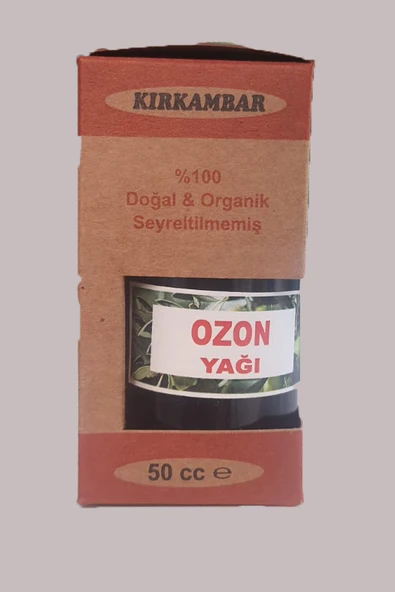 KIRKAMBAR
%100
Doğal & Organik
Seyreltilmemiş
OZON
YAĞI
50 cc ℮